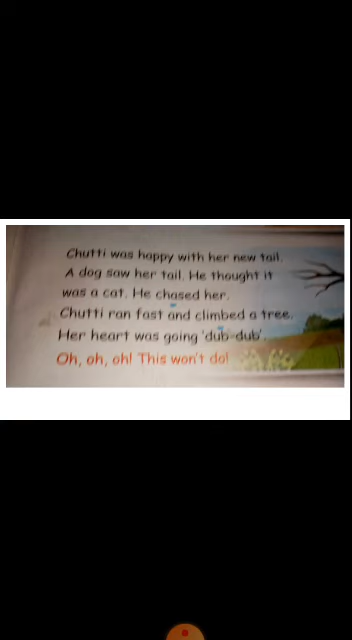 Chutti was happy with her new tail.
A dog saw her tail. He thought it
was a cat. He chased her.
Chutti ran fast and climbed a tree.
Her heart was going 'dub-dub'.
Oh, oh, oh! This won't do!